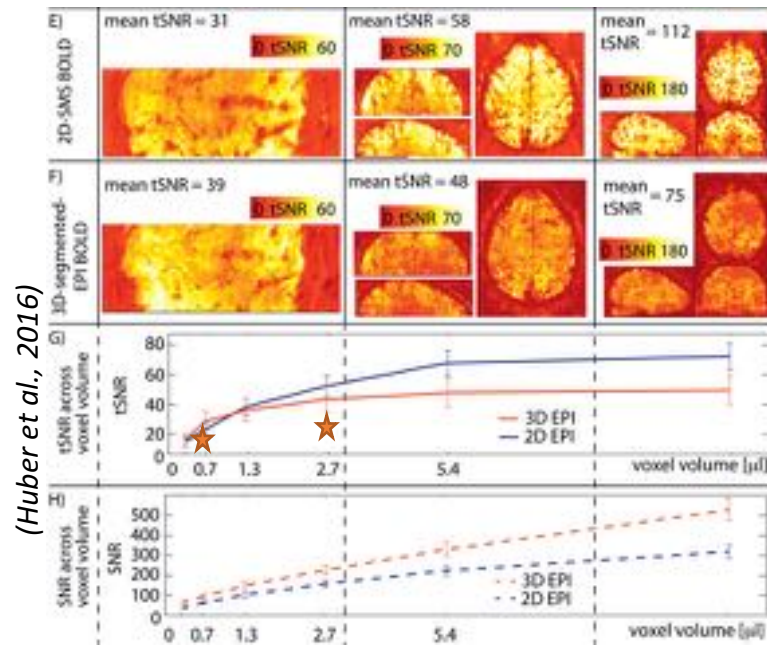 E)
2D-SMS BOLD
mean tSNR = 31
0 tSNR 60
mean tSNR = 58
0 tSNR 70
mean
tSNR = 112
0 tSNR 180
F)
3D-segmented-
EPI BOLD
mean tSNR = 39
0 tSNR 60
mean tSNR = 48
0 tSNR 70
mean
tSNR = 75
0 tSNR 180
(Huber et al., 2016)
G)
tSNR across
voxel volume
tSNR
80
60
40
20
0
3D EPI
2D EPI
0 0.7 1.3 2.7 5.4 voxel volume [µl]
H)
SNR across
voxel volume
SNR
500
400
300
200
100
0
3D EPI
2D EPI
0 0.7 1.3 2.7 5.4 voxel volume [µl]